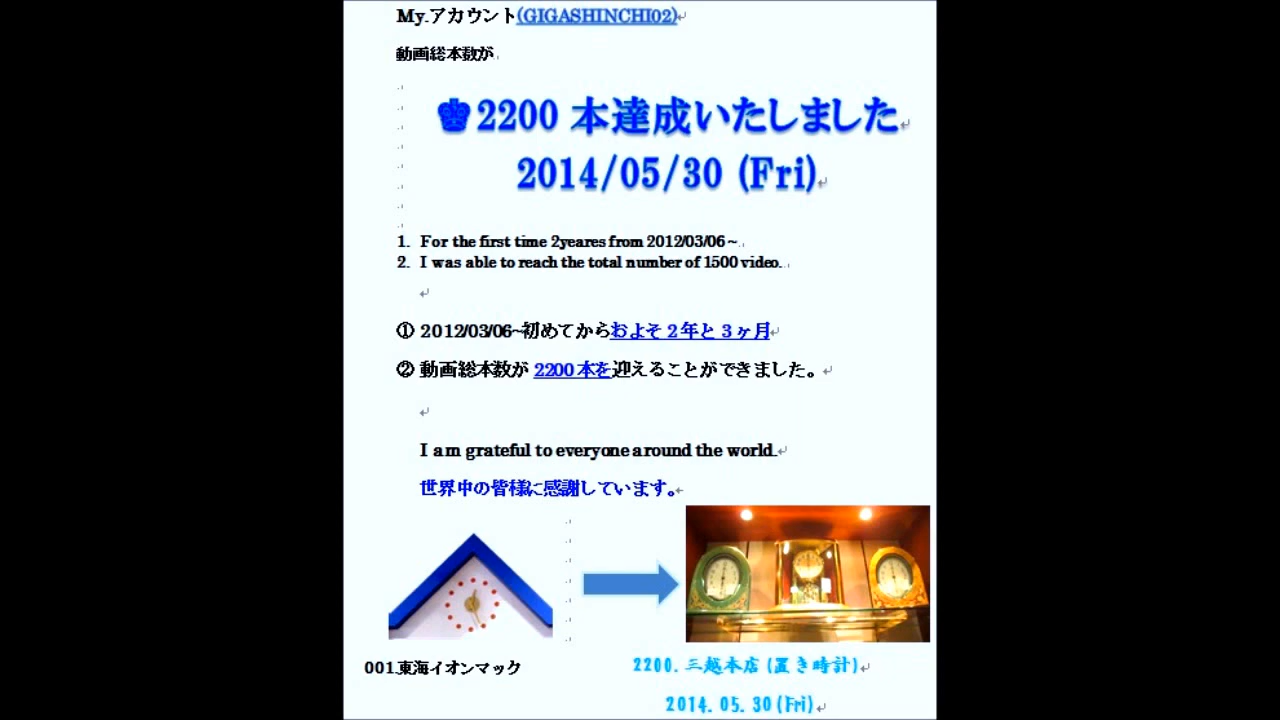 My.アカウント(GIGASHINCHI02)
動画総本数が
♚2200 本達成いたしました
2014/05/30 (Fri)
1. For the first time 2yeares from 2012/03/06～
2. I was able to reach the total number of 1500 video.
① 2012/03/06~初めてからおよそ２年と３ヶ月
② 動画総本数が 2200 本を迎えることができました。
I am grateful to everyone around the world.
世界中の皆様に感謝しています。
001.東海イオンマック
2200. 三越本店 (置き時計)
2014. 05. 30 (Fri)